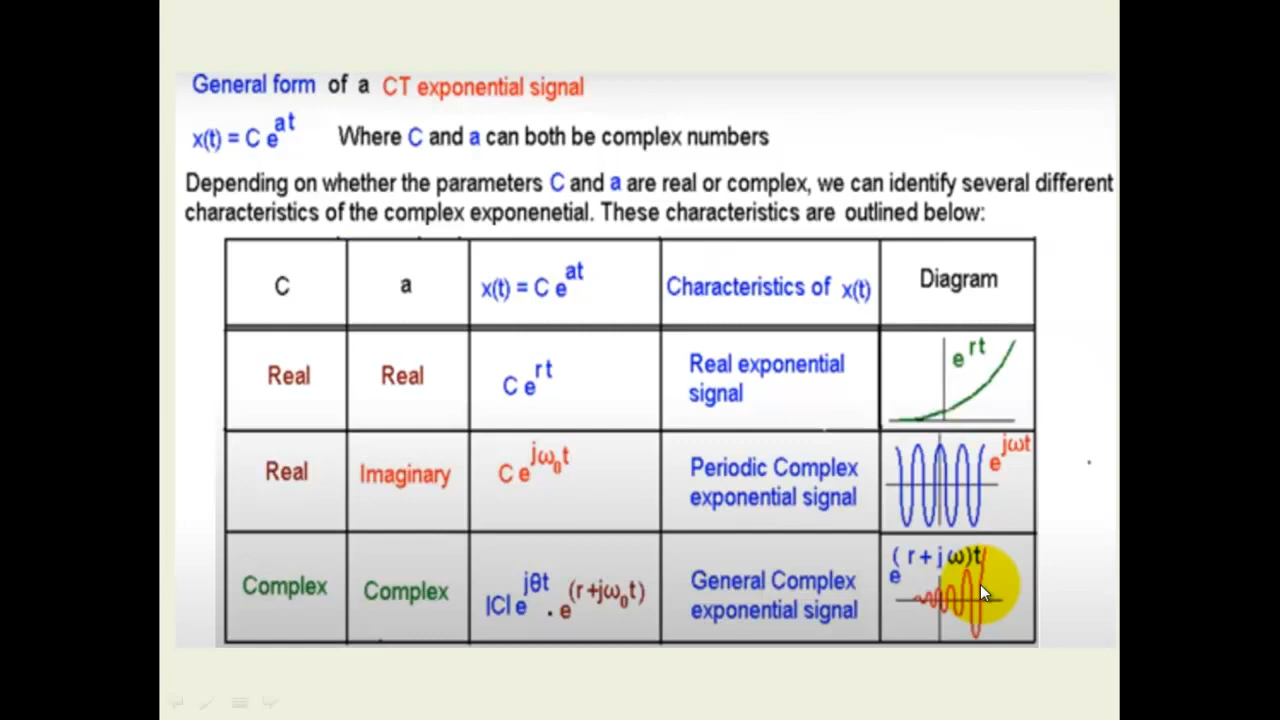 General form of a CT exponential signal
x(t) = C e^at Where C and a can both be complex numbers
Depending on whether the parameters C and a are real or complex, we can identify several different
characteristics of the complex exponenetial. These characteristics are outlined below:
C a x(t) = C e^at Characteristics of x(t) Diagram
Real Real C e^rt Real exponential signal e^rt
Real Imaginary C e^jω₀t Periodic Complex exponential signal e^jωt
Complex Complex |C| e^jθt . e^(r+jω₀t) General Complex exponential signal e^(r+jω)t